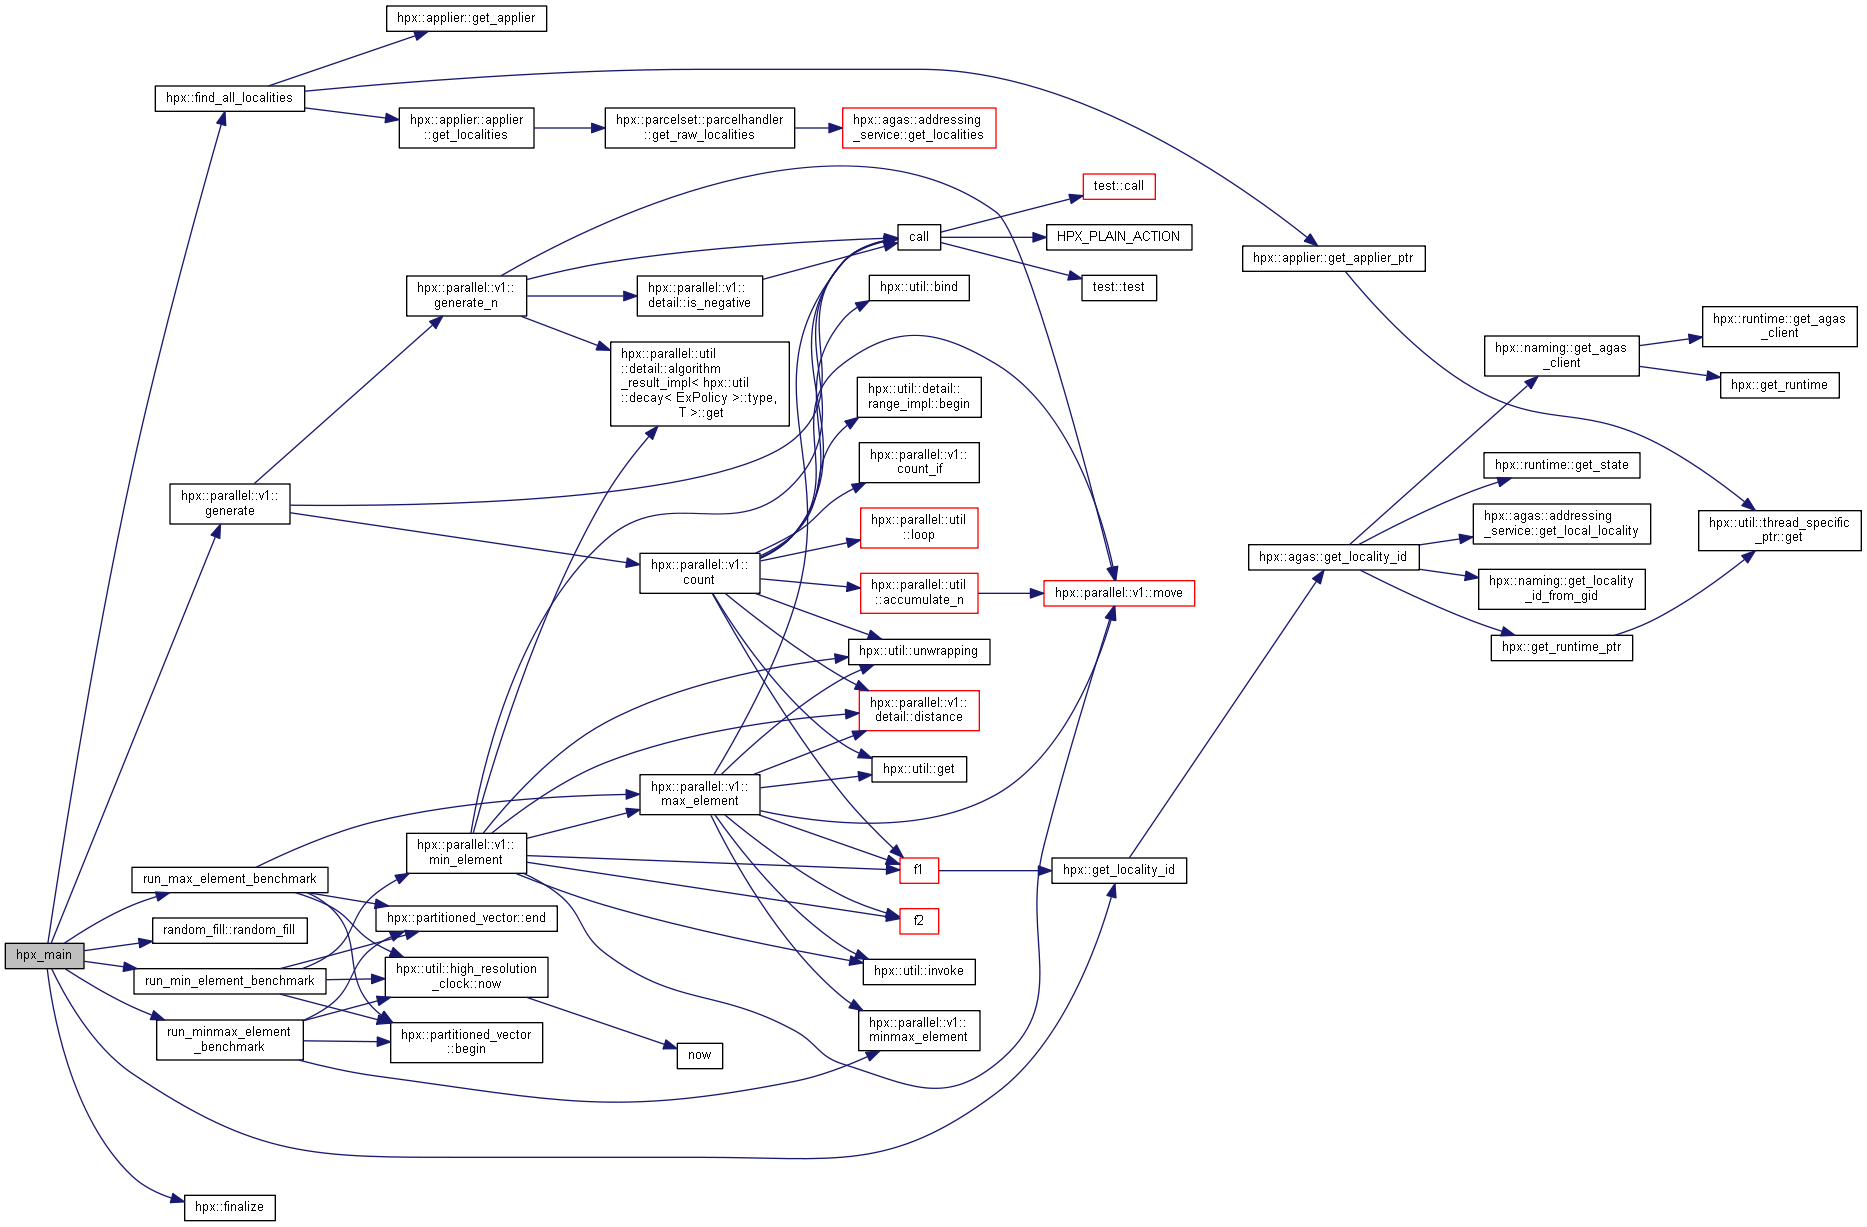 hpx::applier::get_applier
hpx::find_all_localities
hpx::applier::applier
::get_localities
hpx::parcelset::parcelhandler
::get_raw_localities
hpx::agas::addressing
_service::get_localities
test::call
call
HPX_PLAIN_ACTION
test::test
hpx::applier::get_applier_ptr
hpx::parallel::v1::
generate_n
hpx::parallel::v1::
detail::is_negative
hpx::util::bind
hpx::parallel::util
::detail::algorithm
_result_impl< hpx::util
::decay< ExPolicy >::type,
T >::get
hpx::util::detail::
range_impl::begin
hpx::naming::get_agas
_client
hpx::runtime::get_agas
_client
hpx::get_runtime
hpx::parallel::v1::
count_if
hpx::runtime::get_state
hpx::parallel::v1::
generate
hpx::parallel::util
::loop
hpx::agas::addressing
_service::get_local_locality
hpx::util::thread_specific
_ptr::get
hpx::agas::get_locality_id
hpx::parallel::v1::
count
hpx::parallel::util
::accumulate_n
hpx::parallel::v1::move
hpx::naming::get_locality
_id_from_gid
hpx::get_runtime_ptr
hpx::util::unwrapping
hpx::parallel::v1::
detail::distance
hpx::util::get
hpx::parallel::v1::
max_element
hpx::parallel::v1::
min_element
run_max_element_benchmark
f1
hpx::get_locality_id
hpx::partitioned_vector::end
f2
random_fill::random_fill
hpx_main
run_min_element_benchmark
hpx::util::high_resolution
_clock::now
hpx::util::invoke
run_minmax_element
_benchmark
hpx::partitioned_vector
::begin
now
hpx::parallel::v1::
minmax_element
hpx::finalize